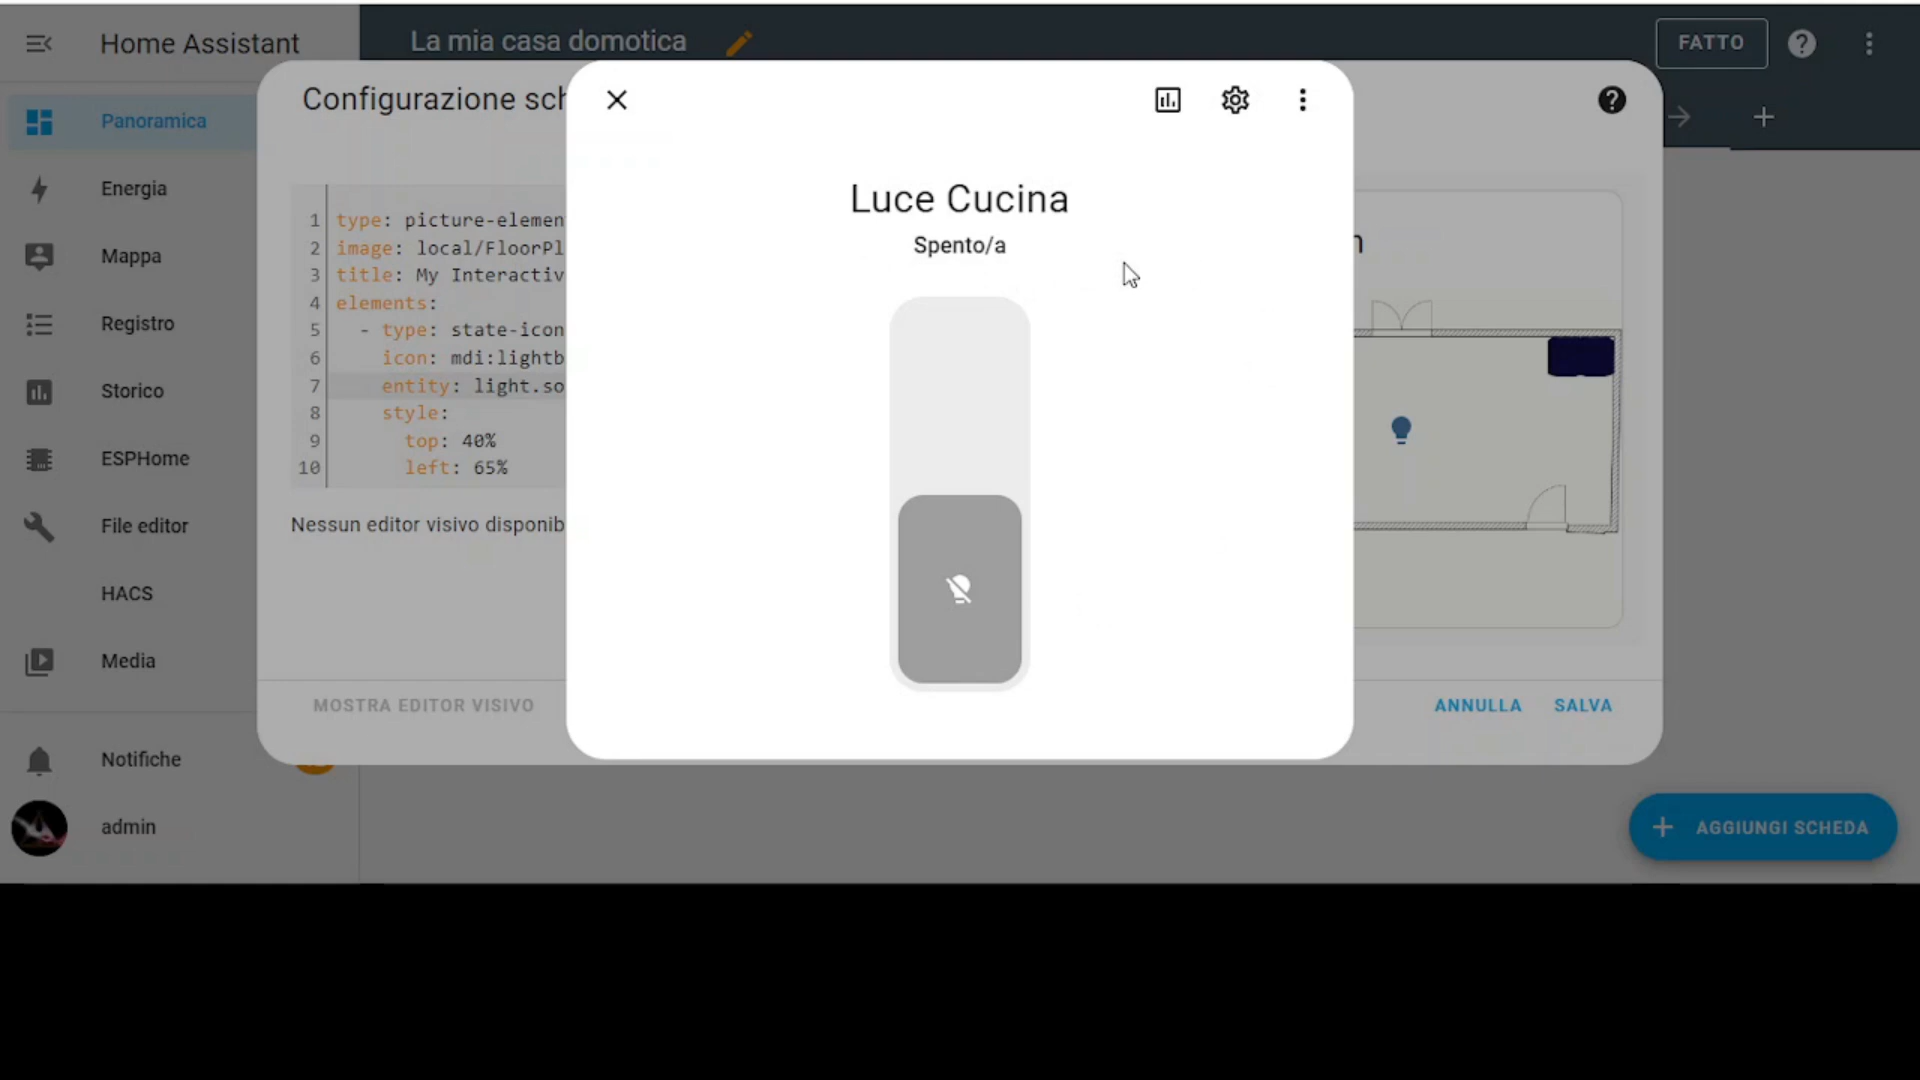 Home Assistant
La mia casa domotica
FATTO
Panoramica
Energia
Mappa
Registro
Storico
ESPHome
File editor
HACS
Media
Notifiche
admin
Configurazione sch
1 type: picture-elemen
2 image: local/FloorPl
3 title: My Interactiv
4 elements:
5 - type: state-icon
6 icon: mdi:lightb
7 entity: light.so
8 style:
9 top: 40%
10 left: 65%
Nessun editor visivo disponib
MOSTRA EDITOR VISIVO
Luce Cucina
Spento/a
n
ANNULLA SALVA
AGGIUNGI SCHEDA